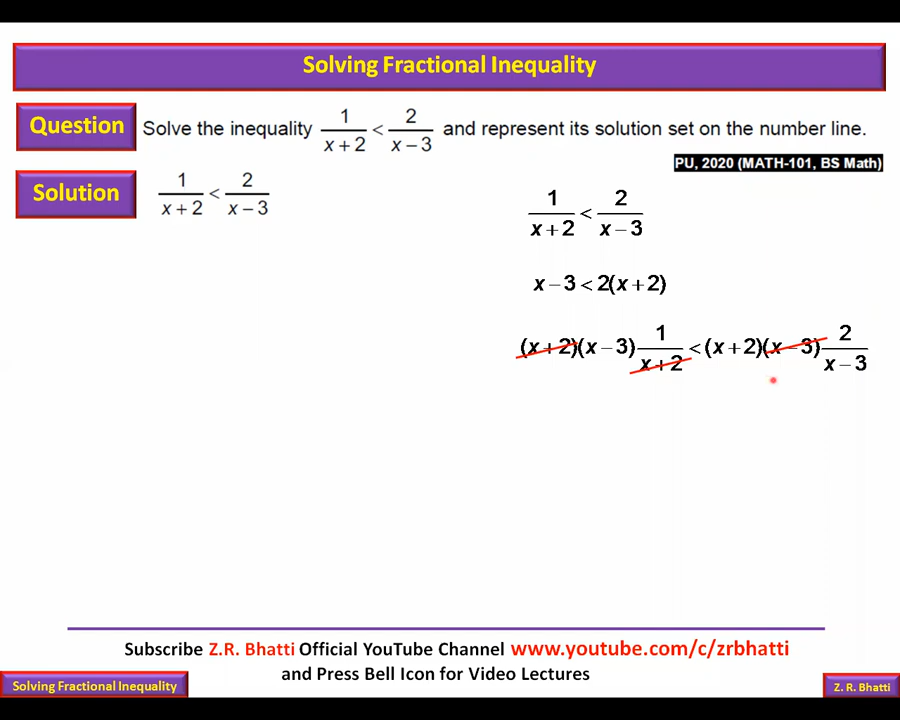 Solving Fractional Inequality
Question Solve the inequality 1/(x+2) < 2/(x−3) and represent its solution set on the number line.
PU, 2020 (MATH-101, BS Math)
Solution 1/(x+2) < 2/(x−3)
1/(x+2) < 2/(x−3)
x−3 < 2(x+2)
(x+2)(x−3) 1/(x+2) < (x+2)(x−3) 2/(x−3)
Subscribe Z.R. Bhatti Official YouTube Channel www.youtube.com/c/zrbhatti
and Press Bell Icon for Video Lectures
Solving Fractional Inequality
Z. R. Bhatti